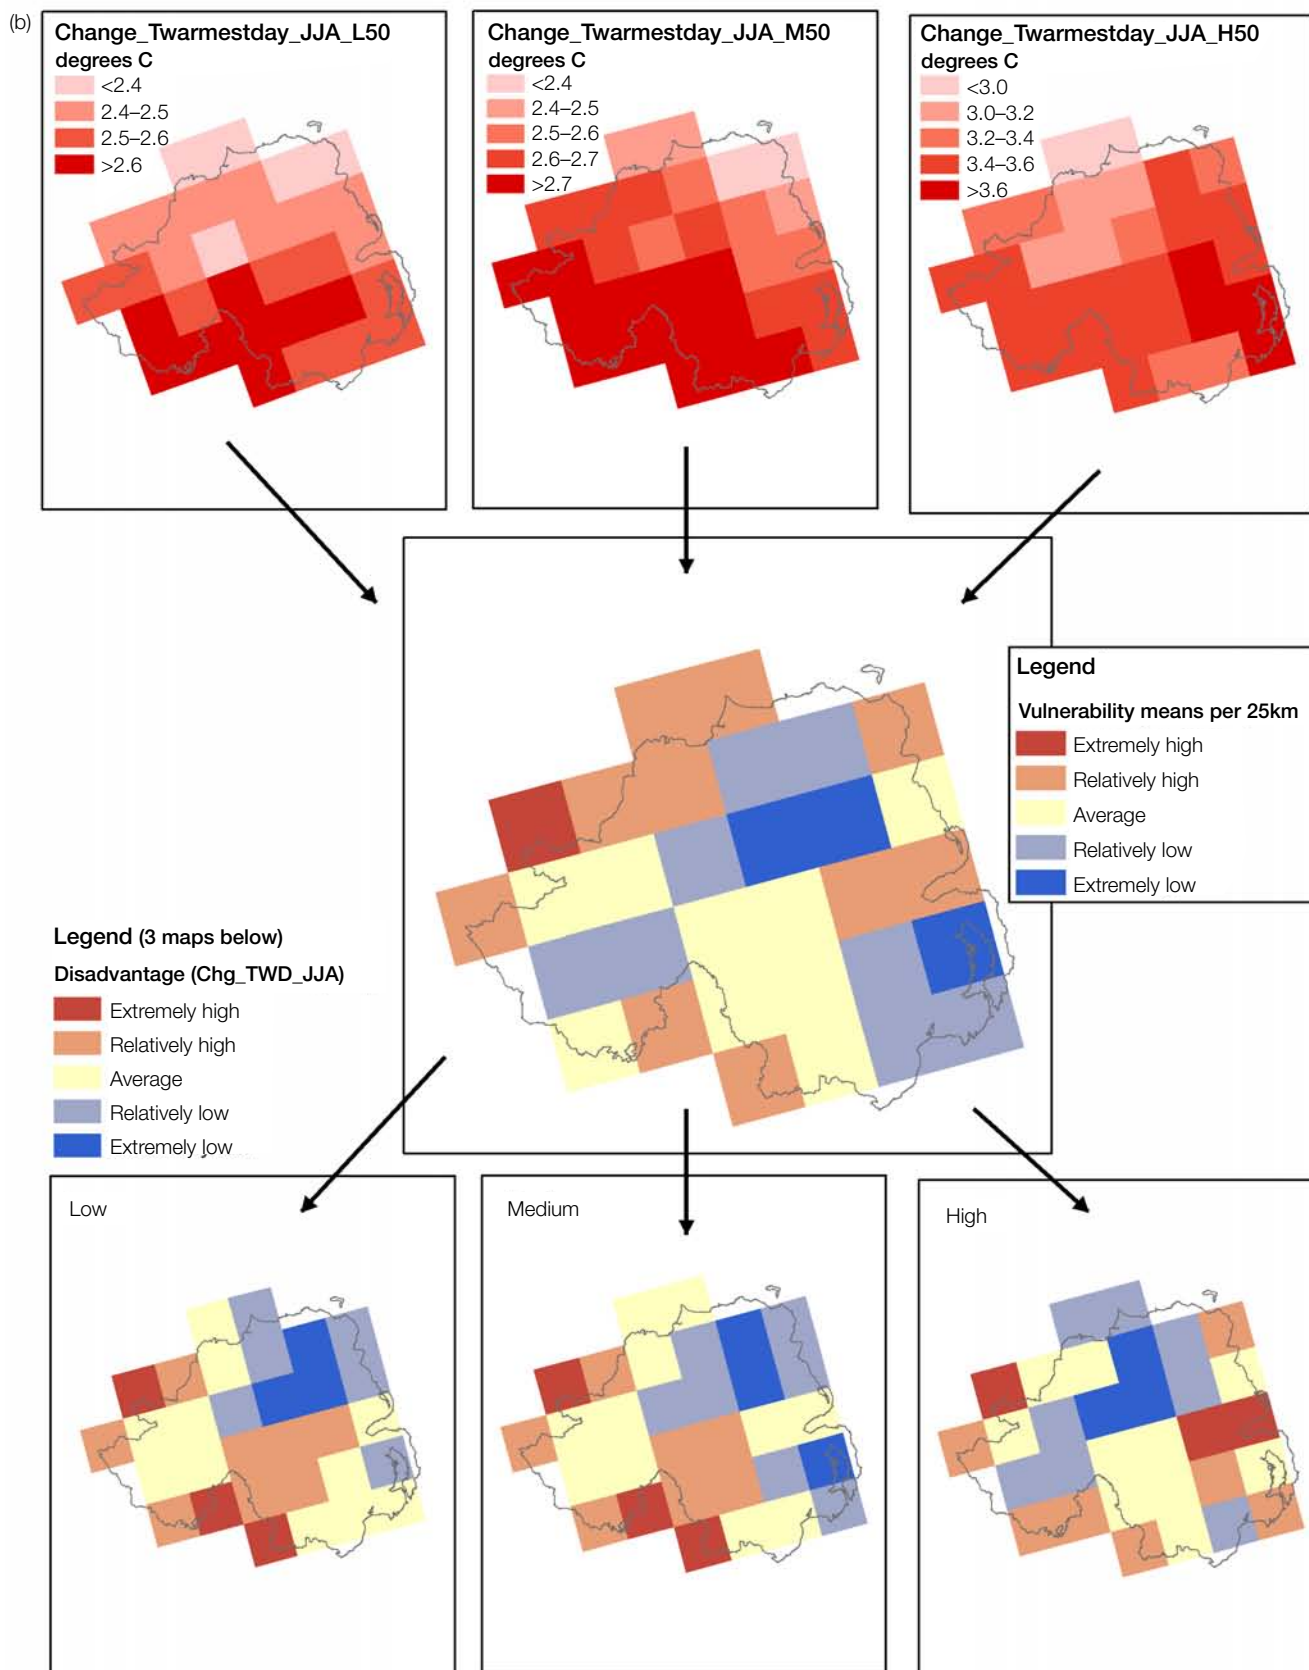 (b)
Change_Twarmestday_JJA_L50
degrees C
<2.4
2.4–2.5
2.5–2.6
>2.6
Change_Twarmestday_JJA_M50
degrees C
<2.4
2.4–2.5
2.5–2.6
2.6–2.7
>2.7
Change_Twarmestday_JJA_H50
degrees C
<3.0
3.0–3.2
3.2–3.4
3.4–3.6
>3.6
Legend
Vulnerability means per 25km
Extremely high
Relatively high
Average
Relatively low
Extremely low
Legend (3 maps below)
Disadvantage (Chg_TWD_JJA)
Extremely high
Relatively high
Average
Relatively low
Extremely low
Low
Medium
High